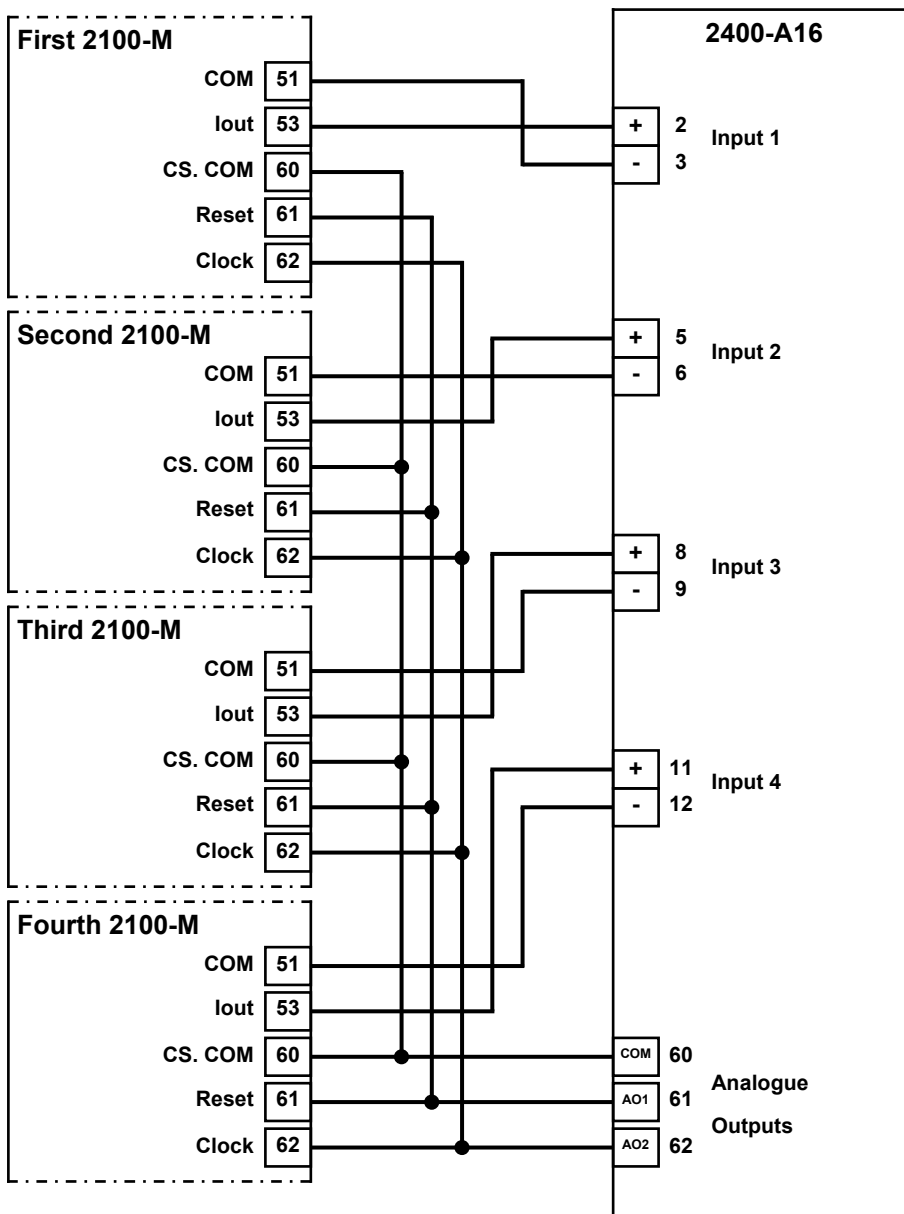 First 2100-M
COM 51
Iout 53
CS. COM 60
Reset 61
Clock 62
Second 2100-M
COM 51
Iout 53
CS. COM 60
Reset 61
Clock 62
Third 2100-M
COM 51
Iout 53
CS. COM 60
Reset 61
Clock 62
Fourth 2100-M
COM 51
Iout 53
CS. COM 60
Reset 61
Clock 62
2400-A16
+ 2
Input 1
- 3
+ 5
Input 2
- 6
+ 8
Input 3
- 9
+ 11
Input 4
- 12
COM 60
AO1 61
AO2 62
Analogue
Outputs